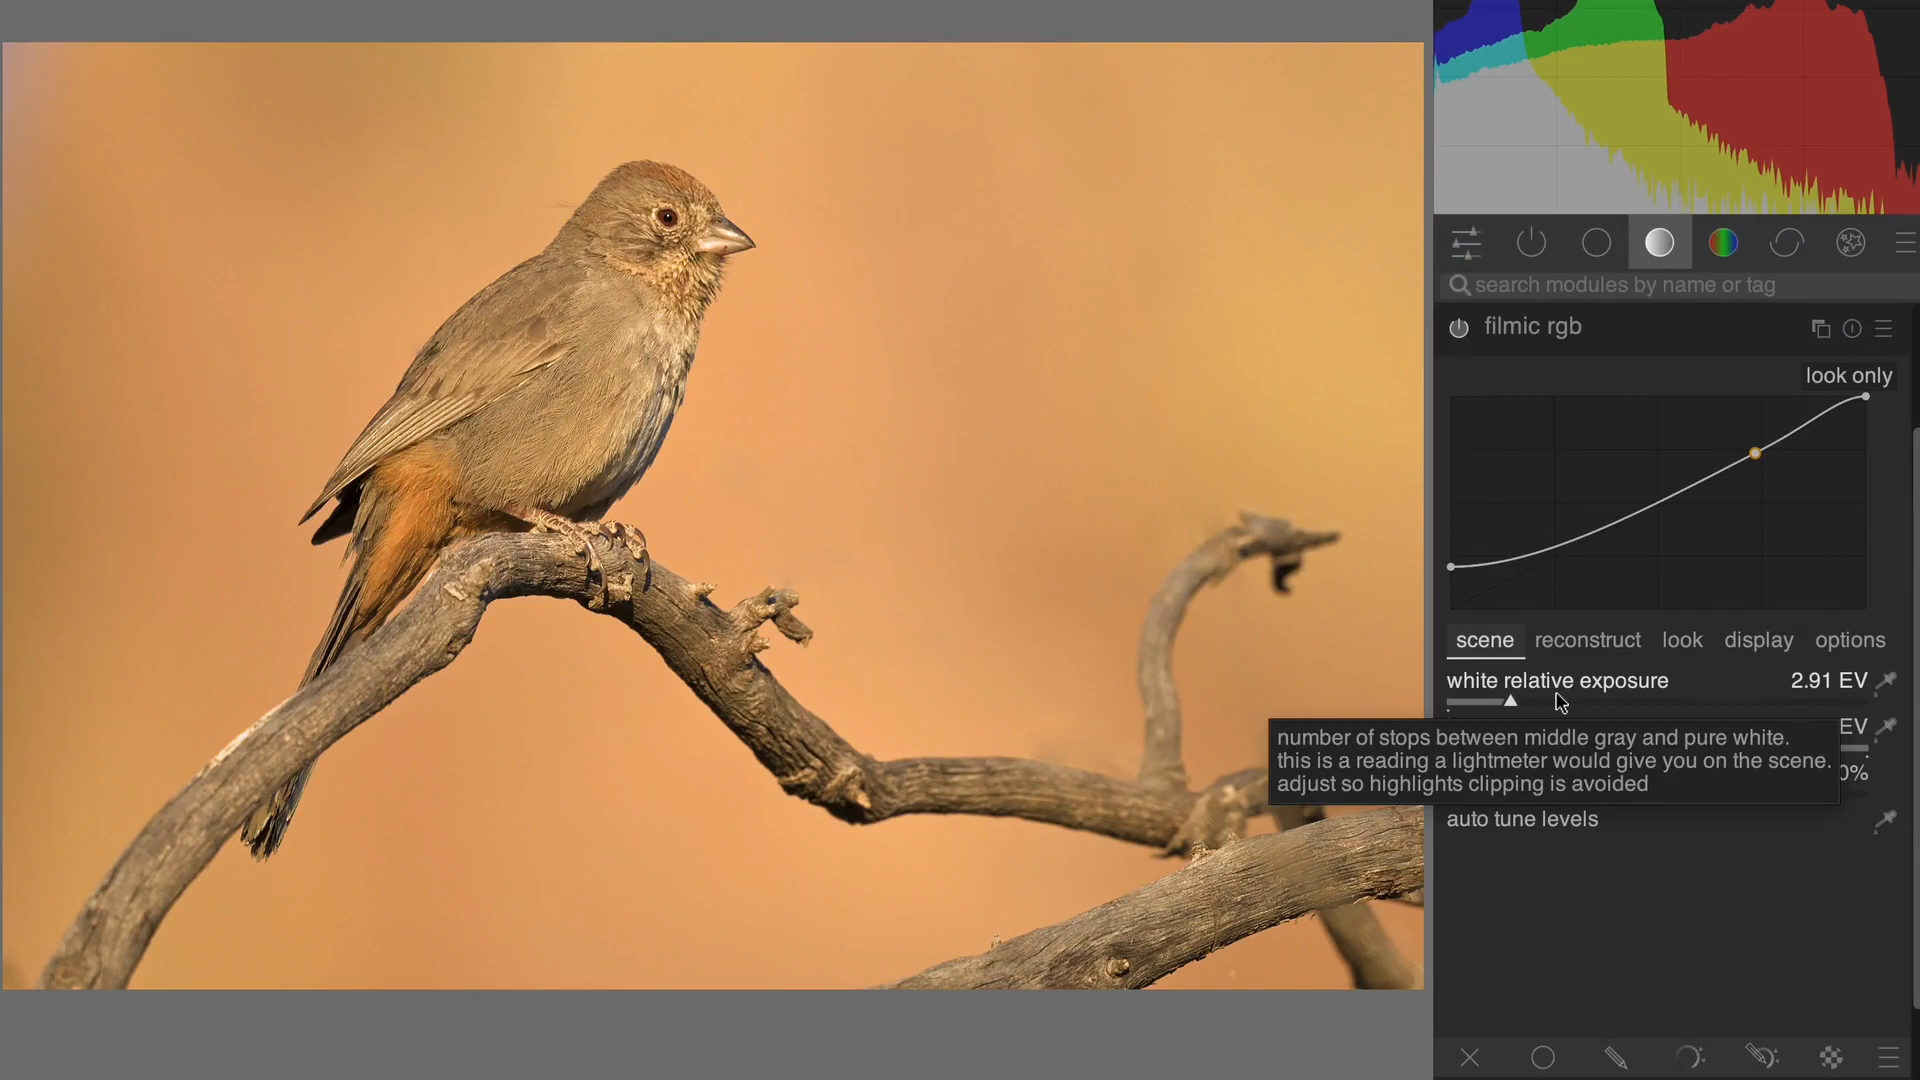 search modules by name or tag
filmic rgb
look only
scene reconstruct look display options
white relative exposure 2.91 EV
EV
number of stops between middle gray and pure white.
this is a reading a lightmeter would give you on the scene.
adjust so highlights clipping is avoided
0%
auto tune levels